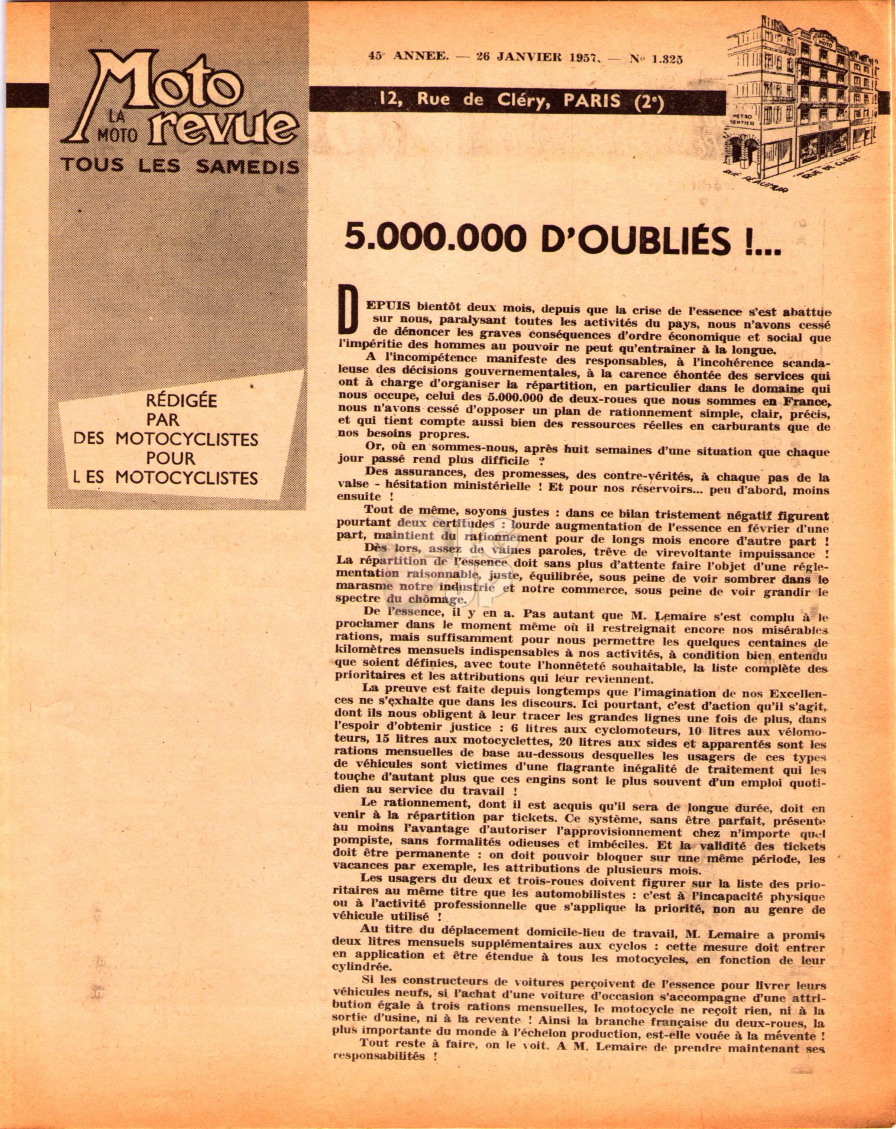 45e ANNEE. — 26 JANVIER 1957. — No 1.325
12, Rue de Cléry, PARIS (2e)
Moto
LA
MOTO
revue
TOUS LES SAMEDIS
METRO
SENTIER
RUE REAUMUR
RUE DE CLERY
RÉDIGÉE
PAR
DES MOTOCYCLISTES
POUR
LES MOTOCYCLISTES
5.000.000 D'OUBLIÉS !...
DEPUIS bientôt deux mois, depuis que la crise de l'essence s'est abattue
sur nous, paralysant toutes les activités du pays, nous n'avons cessé
de dénoncer les graves conséquences d'ordre économique et social que
l'impéritie des hommes au pouvoir ne peut qu'entraîner à la longue.
A l'incompétence manifeste des responsables, à l'incohérence scanda-
leuse des décisions gouvernementales, à la carence éhontée des services qui
ont à charge d'organiser la répartition, en particulier dans le domaine qui
nous occupe, celui des 5.000.000 de deux-roues que nous sommes en France,
nous n'avons cessé d'opposer un plan de rationnement simple, clair, précis,
et qui tient compte aussi bien des ressources réelles en carburants que de
nos besoins propres.
Or, où en sommes-nous, après huit semaines d'une situation que chaque
jour passé rend plus difficile ?
Des assurances, des promesses, des contre-vérités, à chaque pas de la
valse - hésitation ministérielle ! Et pour nos réservoirs... peu d'abord, moins
ensuite !
Tout de même, soyons justes : dans ce bilan tristement négatif figurent
pourtant deux certitudes : lourde augmentation de l'essence en février d'une
part, maintien du rationnement pour de longs mois encore d'autre part !
Dès lors, assez de vaines paroles, trêve de virevoltante impuissance !
La répartition de l'essence doit sans plus d'attente faire l'objet d'une régle-
mentation raisonnable, juste, équilibrée, sous peine de voir sombrer dans le
marasme notre industrie et notre commerce, sous peine de voir grandir le
spectre du chômage.
De l'essence, il y en a. Pas autant que M. Lemaire s'est complu à le
proclamer dans le moment même où il restreignait encore nos misérables
rations, mais suffisamment pour nous permettre les quelques centaines de
kilomètres mensuels indispensables à nos activités, à condition bien entendu
que soient définies, avec toute l'honnêteté souhaitable, la liste complète des
prioritaires et les attributions qui leur reviennent.
La preuve est faite depuis longtemps que l'imagination de nos Excellen-
ces ne s'exhalte que dans les discours. Ici pourtant, c'est d'action qu'il s'agit,
dont ils nous obligent à leur tracer les grandes lignes une fois de plus, dans
l'espoir d'obtenir justice : 6 litres aux cyclomoteurs, 10 litres aux vélomo-
teurs, 15 litres aux motocyclettes, 20 litres aux sides et apparentés sont les
rations mensuelles de base au-dessous desquelles les usagers de ces types
de véhicules sont victimes d'une flagrante inégalité de traitement qui les
touche d'autant plus que ces engins sont le plus souvent d'un emploi quoti-
dien au service du travail !
Le rationnement, dont il est acquis qu'il sera de longue durée, doit en
venir à la répartition par tickets. Ce système, sans être parfait, présente
au moins l'avantage d'autoriser l'approvisionnement chez n'importe quel
pompiste, sans formalités odieuses et imbéciles. Et la validité des tickets
doit être permanente : on doit pouvoir bloquer sur une même période, les
vacances par exemple, les attributions de plusieurs mois.
Les usagers du deux et trois-roues doivent figurer sur la liste des prio-
ritaires au même titre que les automobilistes : c'est à l'incapacité physique
ou à l'activité professionnelle que s'applique la priorité, non au genre de
véhicule utilisé !
Au titre du déplacement domicile-lieu de travail, M. Lemaire a promis
deux litres mensuels supplémentaires aux cyclos : cette mesure doit entrer
en application et être étendue à tous les motocycles, en fonction de leur
cylindrée.
Si les constructeurs de voitures perçoivent de l'essence pour livrer leurs
véhicules neufs, si l'achat d'une voiture d'occasion s'accompagne d'une attri-
bution égale à trois rations mensuelles, le motocycle ne reçoit rien, ni à la
sortie d'usine, ni à la revente ! Ainsi la branche française du deux-roues, la
plus importante du monde à l'échelon production, est-elle vouée à la mévente !
Tout reste à faire, on le voit. A M. Lemaire de prendre maintenant ses
responsabilités !